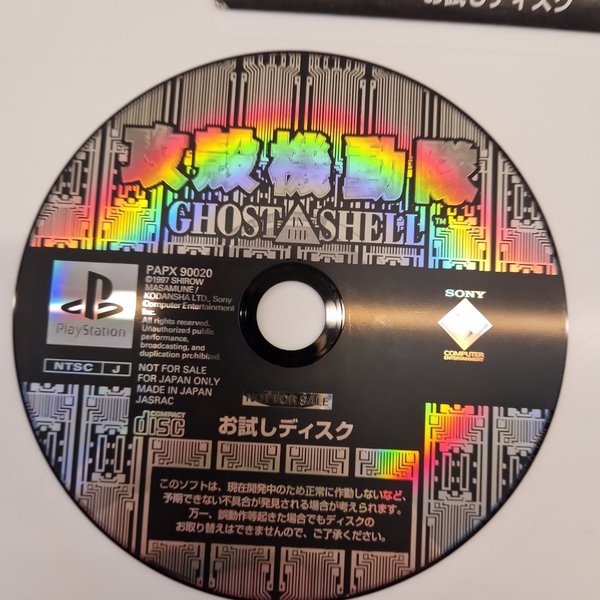 お試しディスク
攻殻機動隊
GHOST IN THE SHELL™
PlayStation
NTSC J
PAPX 90020
©1997 SHIROW
MASAMUNE/
KODANSHA LTD., Sony
Computer Entertainment
Inc.
All rights reserved.
Unauthorized public
performance,
broadcasting, and
duplication prohibited.
NOT FOR SALE
FOR JAPAN ONLY
MADE IN JAPAN
JASRAC
SONY
COMPUTER
ENTERTAINMENT
COMPACT
disc
NOT FOR SALE
お試しディスク
このソフトは、現在開発中のため正常に作動しないなど、
予期できない不具合が発見される場合が考えられます。
万一、誤動作等起きた場合でもディスクの
お取り替えはできませんので、ご了承ください。